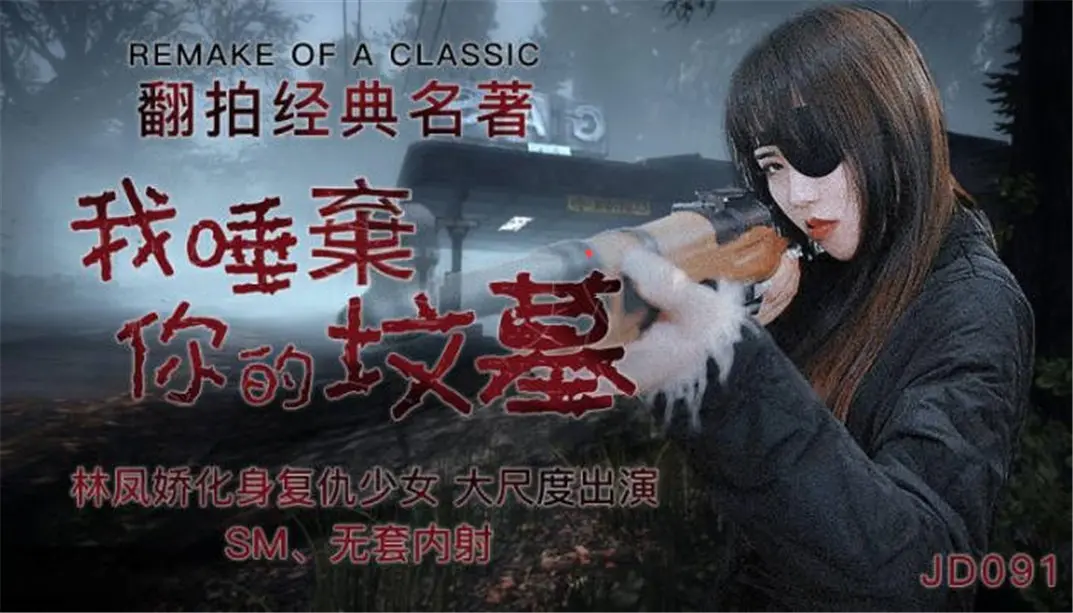 REMAKE OF A CLASSIC
翻拍经典名著
我唾棄
你的坟墓
林凤娇化身复仇少女 大尺度出演
SM、无套内射
JD091